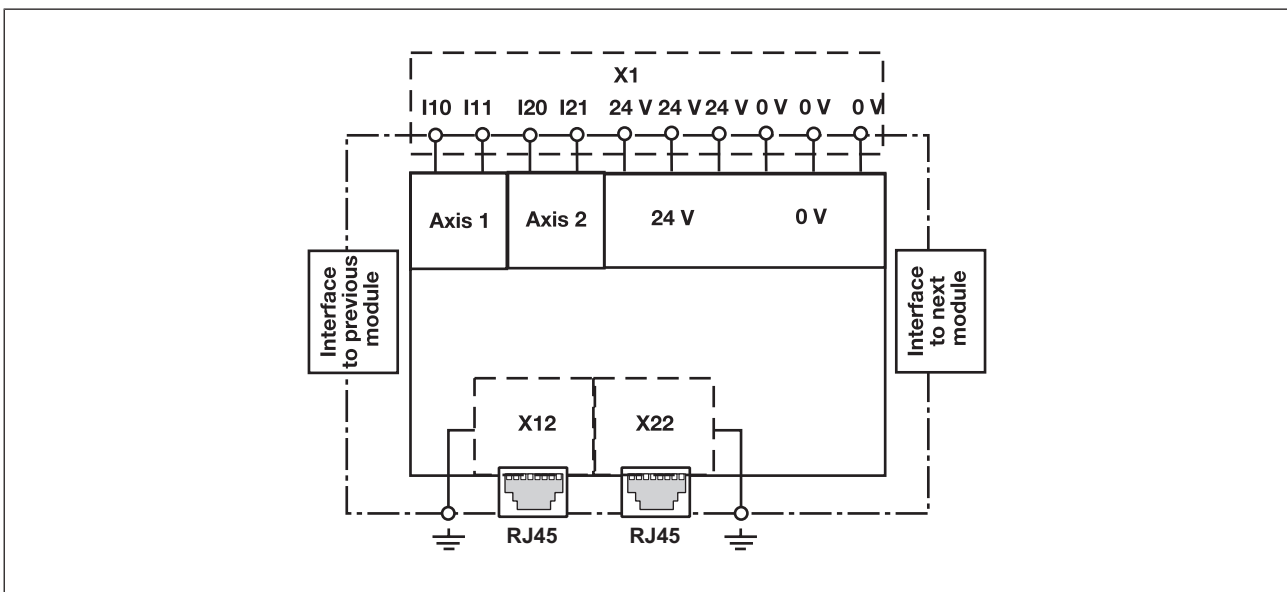 X1
I10 I11 I20 I21 24 V 24 V 24 V 0 V 0 V 0 V
Axis 1 Axis 2 24 V 0 V
Interface
to previous
module
Interface
to next
module
X12 X22
RJ45 RJ45